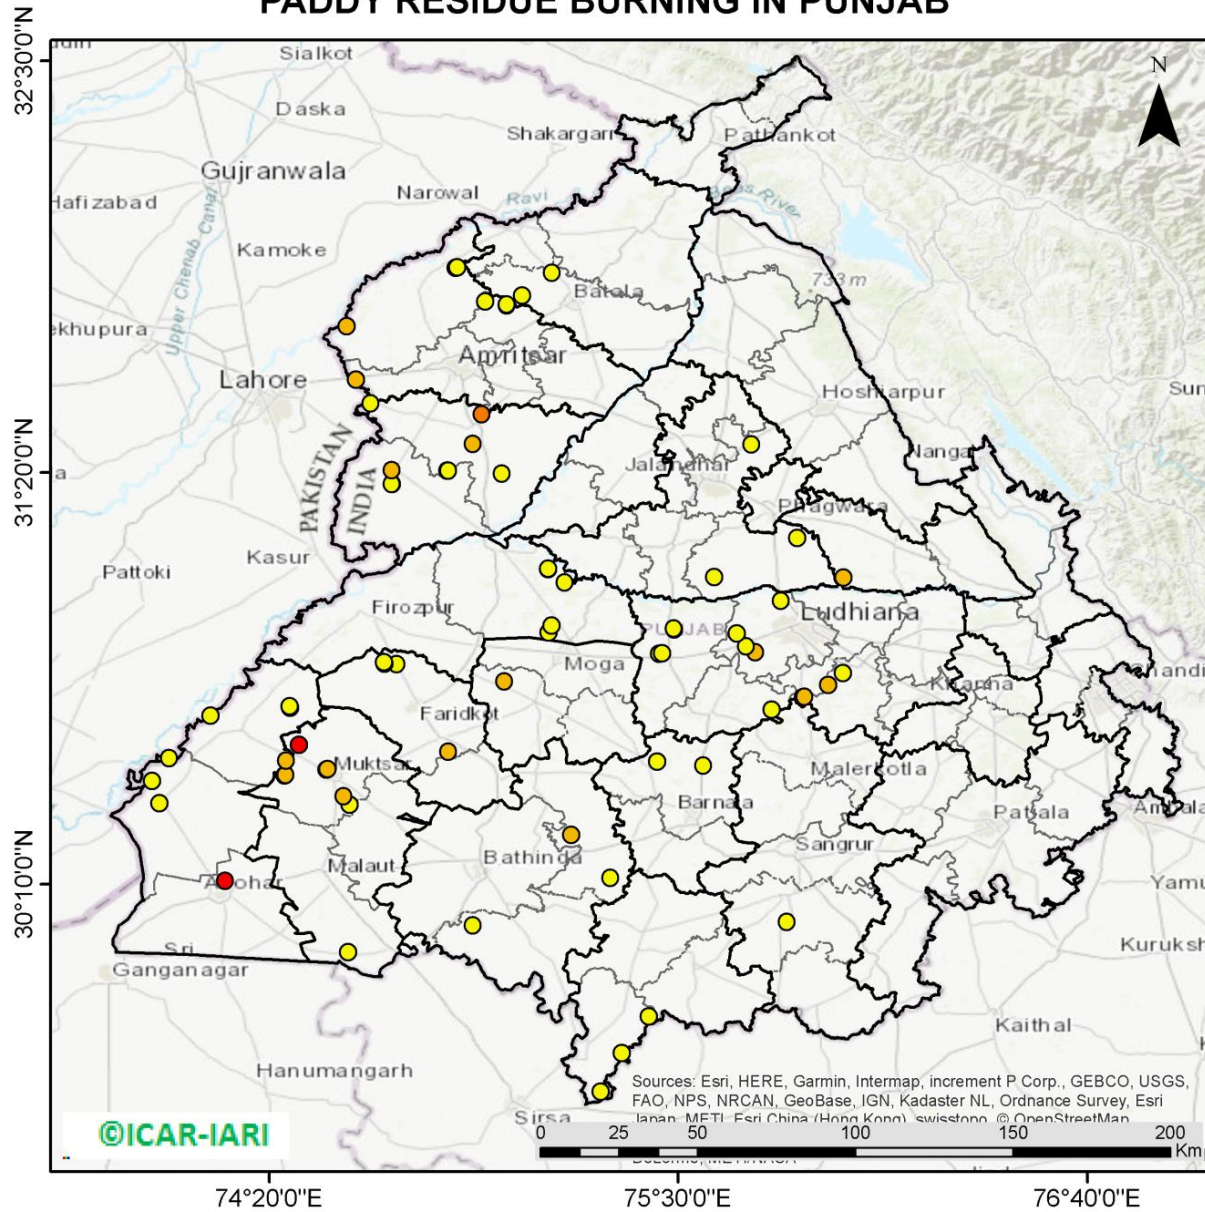 PADDY RESIDUE BURNING IN PUNJAB
32°30'0"N
31°20'0"N
30°10'0"N
Sialkot
N
Daska
Shakargarh
Pathankot
Gujranwala
Hafizabad
Narowal
Ravi
Beas River
Upper Chenab Canal
Kamoke
733 m
Batala
ekhupura
Amritsar
Lahore
Hoshiarpur
Sun
PAKISTAN
INDIA
Nanga
Jalandhar
Phagwara
Kasur
Pattoki
Firozpur
Ludhiana
PUNJAB
Moga
Khanna
Chandi
Faridkot
Muktsar
Malerkotla
Barnala
Patiala
Ambala
Sangrur
Bathinda
Malaut
Abohar
Yamu
Sri
Ganganagar
Kuruksh
Kaithal
Hanumangarh
Sirsa
Sources: Esri, HERE, Garmin, Intermap, increment P Corp., GEBCO, USGS,
FAO, NPS, NRCAN, GeoBase, IGN, Kadaster NL, Ordnance Survey, Esri
Japan, METI, Esri China (Hong Kong), swisstopo, © OpenStreetMap
0 25 50 100 150 200
Km
©ICAR-IARI
74°20'0"E 75°30'0"E 76°40'0"E